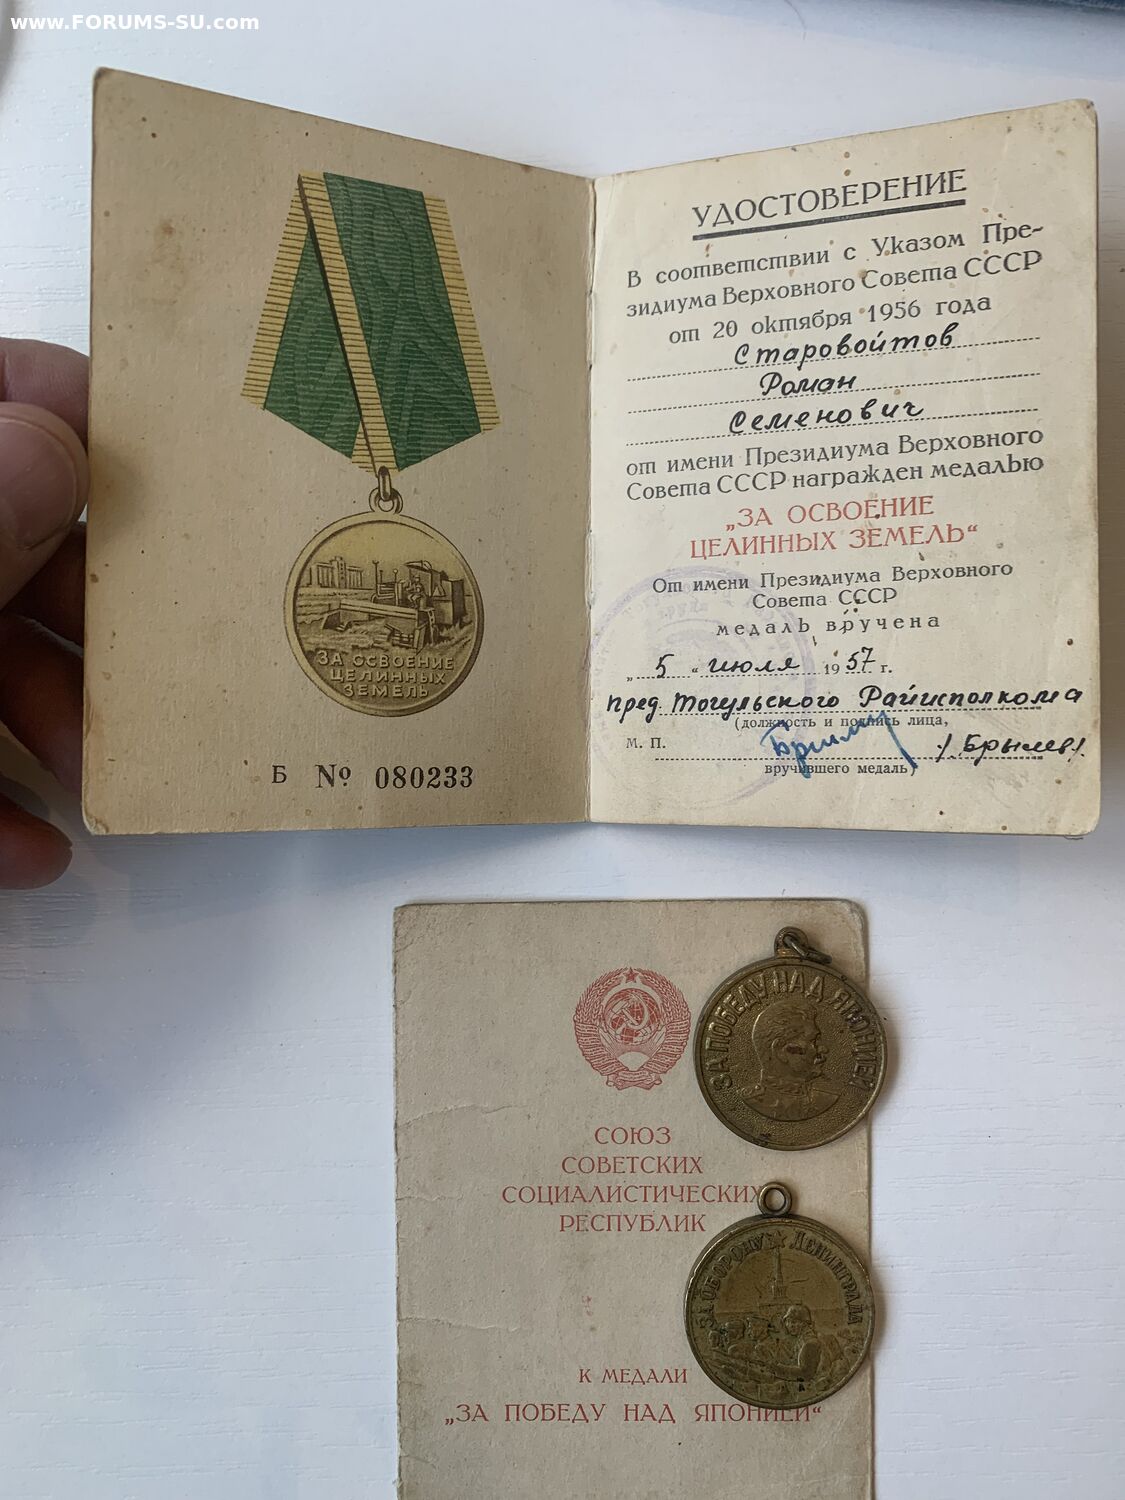 www.FORUMS-SU.com
ЗА ОСВОЕНИЕ
ЦЕЛИННЫХ
ЗЕМЕЛЬ
Б № 080233
УДОСТОВЕРЕНИЕ
В соответствии с Указом Пре-
зидиума Верховного Совета СССР
от 20 октября 1956 года
Старовойтов
Роман
Семенович
от имени Президиума Верховного
Совета СССР награжден медалью
„ЗА ОСВОЕНИЕ
ЦЕЛИННЫХ ЗЕМЕЛЬ“
От имени Президиума Верховного
Совета СССР
медаль вручена
„5 “ июля 1957 г.
пред. Тогульского Райисполкома
(должность и подпись лица,
М. П. /Брылев/
вручившего медаль)
ЗА ПОБЕДУ НАД ЯПОНИЕЙ
СОЮЗ
СОВЕТСКИХ
СОЦИАЛИСТИЧЕСКИХ
РЕСПУБЛИК
ЗА ОБОРОНУ ЛЕНИНГРАДА
К МЕДАЛИ
„ЗА ПОБЕДУ НАД ЯПОНИЕЙ“